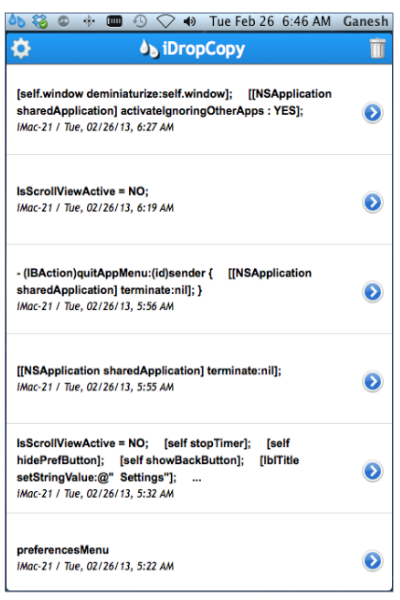 Tue Feb 26 6:46 AM Ganesh
iDropCopy
[self.window deminiaturize:self.window]; [[NSApplication
sharedApplication] activateIgnoringOtherApps : YES];
iMac-21 / Tue, 02/26/13, 6:27 AM
IsScrollViewActive = NO;
iMac-21 / Tue, 02/26/13, 6:19 AM
- (IBAction)quitAppMenu:(id)sender { [[NSApplication
sharedApplication] terminate:nil]; }
iMac-21 / Tue, 02/26/13, 5:56 AM
[[NSApplication sharedApplication] terminate:nil];
iMac-21 / Tue, 02/26/13, 5:55 AM
IsScrollViewActive = NO; [self stopTimer]; [self
hidePrefButton]; [self showBackButton]; [lblTitle
setStringValue:@" Settings"]; ...
iMac-21 / Tue, 02/26/13, 5:32 AM
preferencesMenu
iMac-21 / Tue, 02/26/13, 5:22 AM